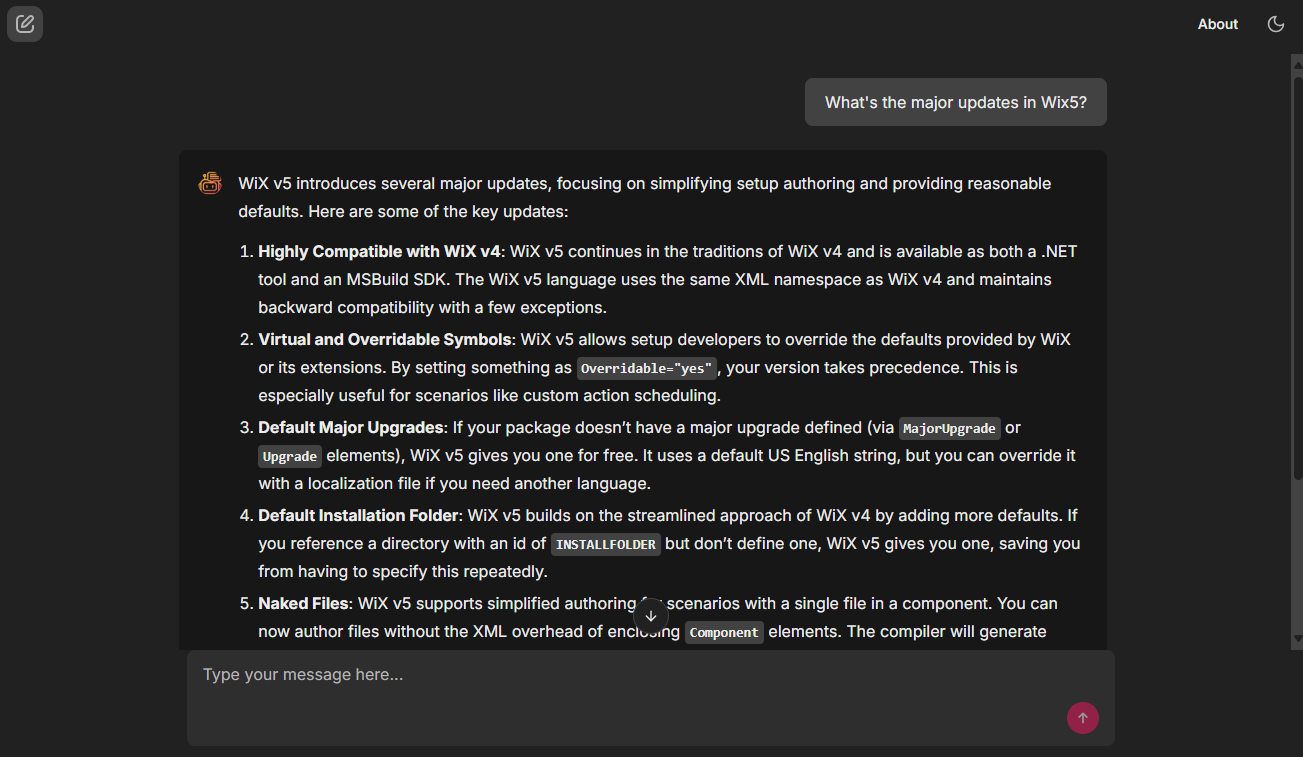 About
What's the major updates in Wix5?
WiX v5 introduces several major updates, focusing on simplifying setup authoring and providing reasonable
defaults. Here are some of the key updates:
1. Highly Compatible with WiX v4: WiX v5 continues in the traditions of WiX v4 and is available as both a .NET
tool and an MSBuild SDK. The WiX v5 language uses the same XML namespace as WiX v4 and maintains
backward compatibility with a few exceptions.
2. Virtual and Overridable Symbols: WiX v5 allows setup developers to override the defaults provided by WiX
or its extensions. By setting something as Overridable="yes", your version takes precedence. This is
especially useful for scenarios like custom action scheduling.
3. Default Major Upgrades: If your package doesn’t have a major upgrade defined (via MajorUpgrade or
Upgrade elements), WiX v5 gives you one for free. It uses a default US English string, but you can override it
with a localization file if you need another language.
4. Default Installation Folder: WiX v5 builds on the streamlined approach of WiX v4 by adding more defaults. If
you reference a directory with an id of INSTALLFOLDER but don’t define one, WiX v5 gives you one, saving you
from having to specify this repeatedly.
5. Naked Files: WiX v5 supports simplified authoring for scenarios with a single file in a component. You can
now author files without the XML overhead of enclosing Component elements. The compiler will generate
Type your message here...